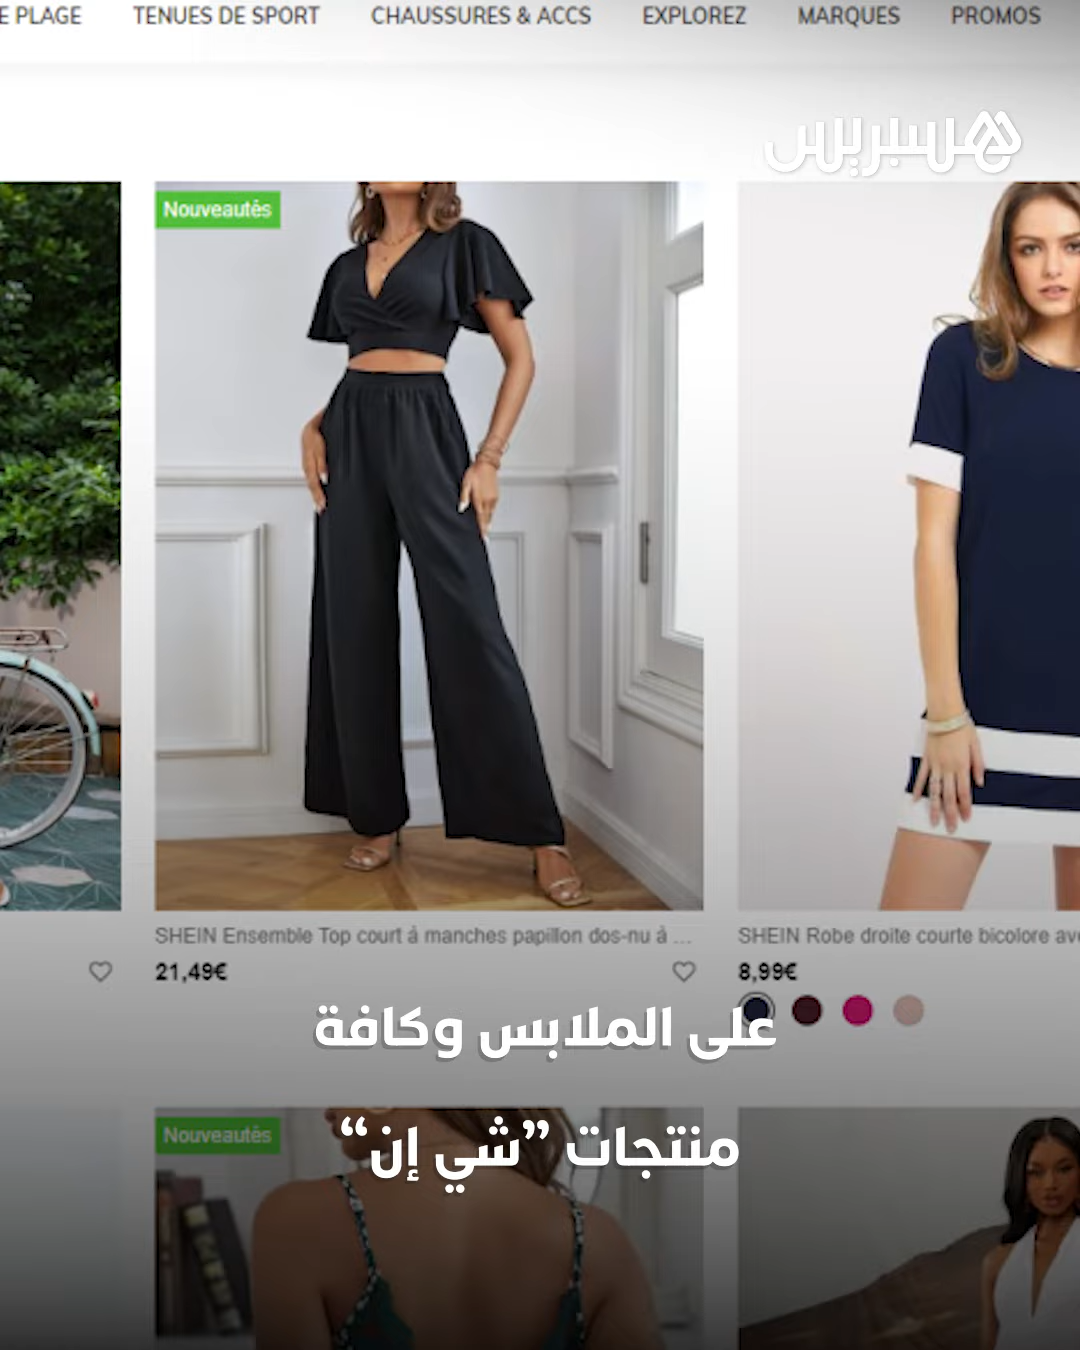 E PLAGE TENUES DE SPORT CHAUSSURES & ACCS EXPLOREZ MARQUES PROMOS
هسبريس
Nouveautés
SHEIN Ensemble Top court à manches papillon dos-nu à ...
21,49€
SHEIN Robe droite courte bicolore ave
8,99€
على الملابس وكافة
منتجات ”شي إن“
Nouveautés